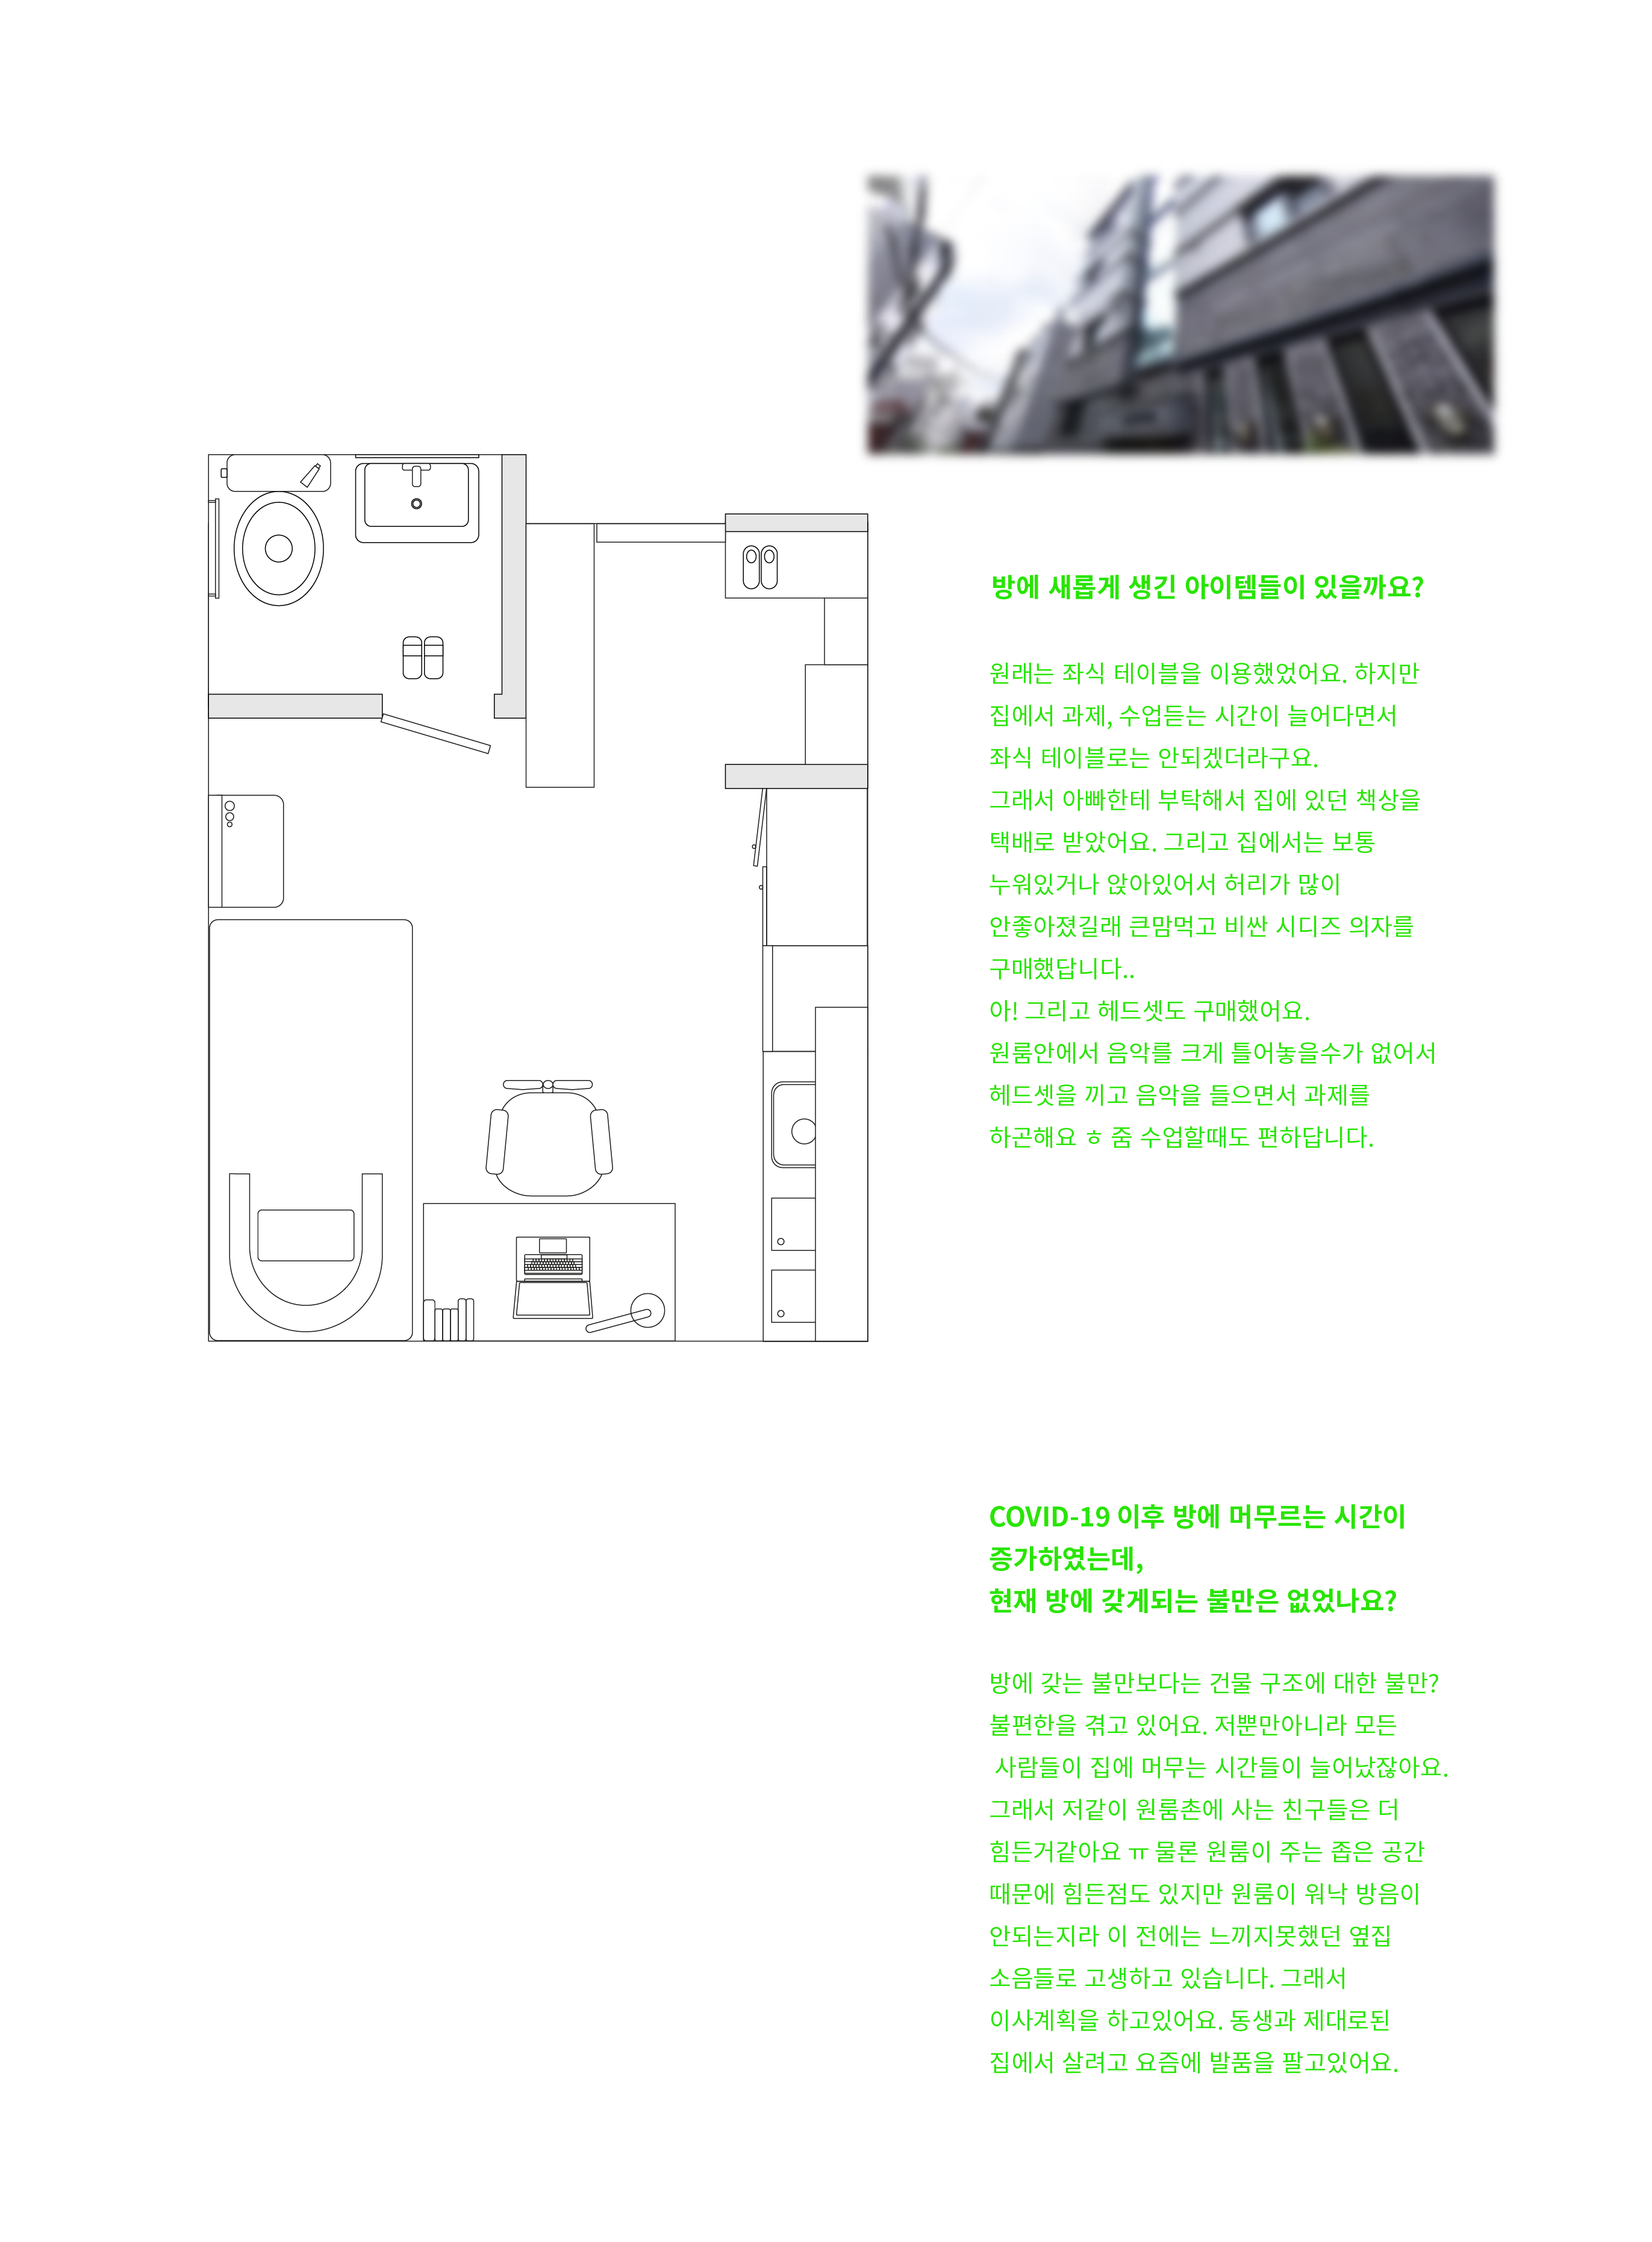 방에 새롭게 생긴 아이템들이 있을까요?
원래는 좌식 테이블을 이용했었어요. 하지만
집에서 과제, 수업듣는 시간이 늘어다면서
좌식 테이블로는 안되겠더라구요.
그래서 아빠한테 부탁해서 집에 있던 책상을
택배로 받았어요. 그리고 집에서는 보통
누워있거나 앉아있어서 허리가 많이
안좋아졌길래 큰맘먹고 비싼 시디즈 의자를
구매했답니다..
아! 그리고 헤드셋도 구매했어요.
원룸안에서 음악를 크게 틀어놓을수가 없어서
헤드셋을 끼고 음악을 들으면서 과제를
하곤해요 ㅎ 줌 수업할때도 편하답니다.
COVID-19 이후 방에 머무르는 시간이
증가하였는데,
현재 방에 갖게되는 불만은 없었나요?
방에 갖는 불만보다는 건물 구조에 대한 불만?
불편한을 겪고 있어요. 저뿐만아니라 모든
사람들이 집에 머무는 시간들이 늘어났잖아요.
그래서 저같이 원룸촌에 사는 친구들은 더
힘든거같아요 ㅠ 물론 원룸이 주는 좁은 공간
때문에 힘든점도 있지만 원룸이 워낙 방음이
안되는지라 이 전에는 느끼지못했던 옆집
소음들로 고생하고 있습니다. 그래서
이사계획을 하고있어요. 동생과 제대로된
집에서 살려고 요즘에 발품을 팔고있어요.